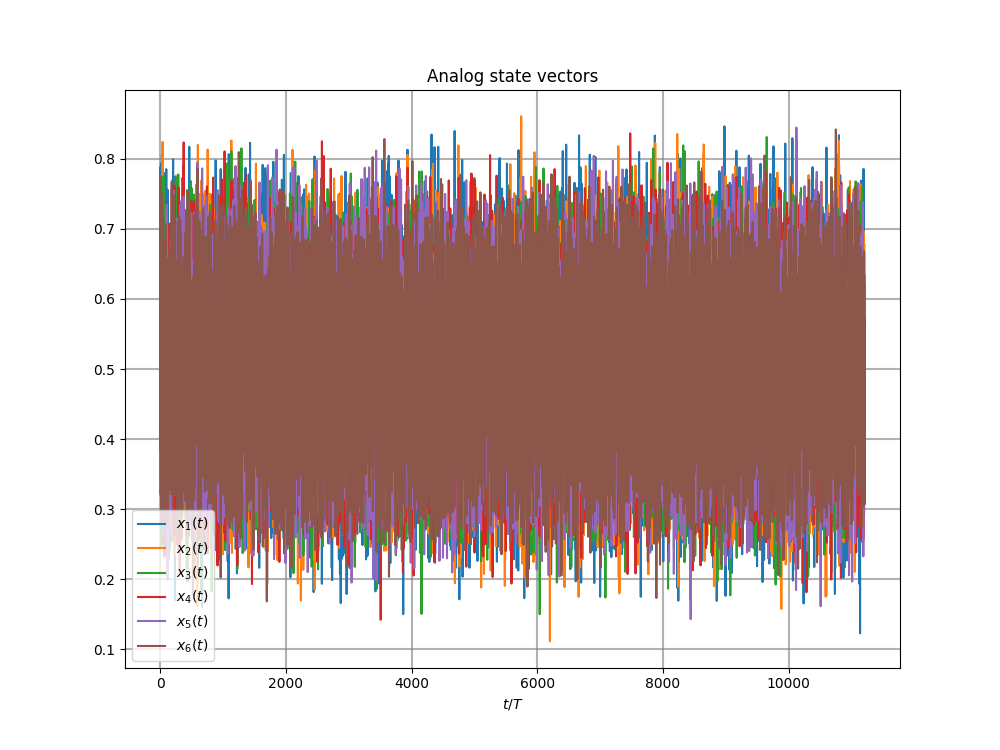 Analog state vectors
0.8
0.7
0.6
0.5
0.4
0.3
0.2
0.1
x₁(t)
x₂(t)
x₃(t)
x₄(t)
x₅(t)
x₆(t)
0 2000 4000 6000 8000 10000
t/T